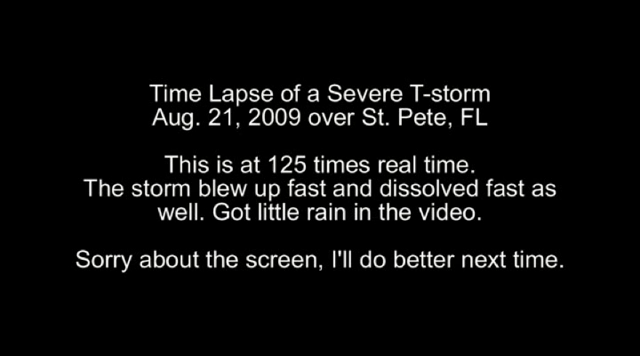 Time Lapse of a Severe T-storm
Aug. 21, 2009 over St. Pete, FL
This is at 125 times real time.
The storm blew up fast and dissolved fast as
well. Got little rain in the video.
Sorry about the screen, I'll do better next time.